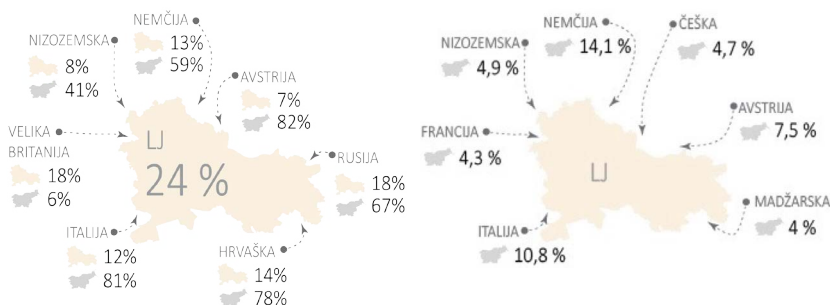 NEMČIJA
13%
59%
NIZOZEMSKA
8%
41%
AVSTRIJA
7%
82%
VELIKA
BRITANIJA
18%
6%
LJ
24 %
RUSIJA
18%
67%
ITALIJA
12%
81%
HRVAŠKA
14%
78%
NEMČIJA
14,1 %
ČEŠKA
4,7 %
NIZOZEMSKA
4,9 %
AVSTRIJA
7,5 %
FRANCIJA
4,3 %
LJ
MADŽARSKA
4 %
ITALIJA
10,8 %